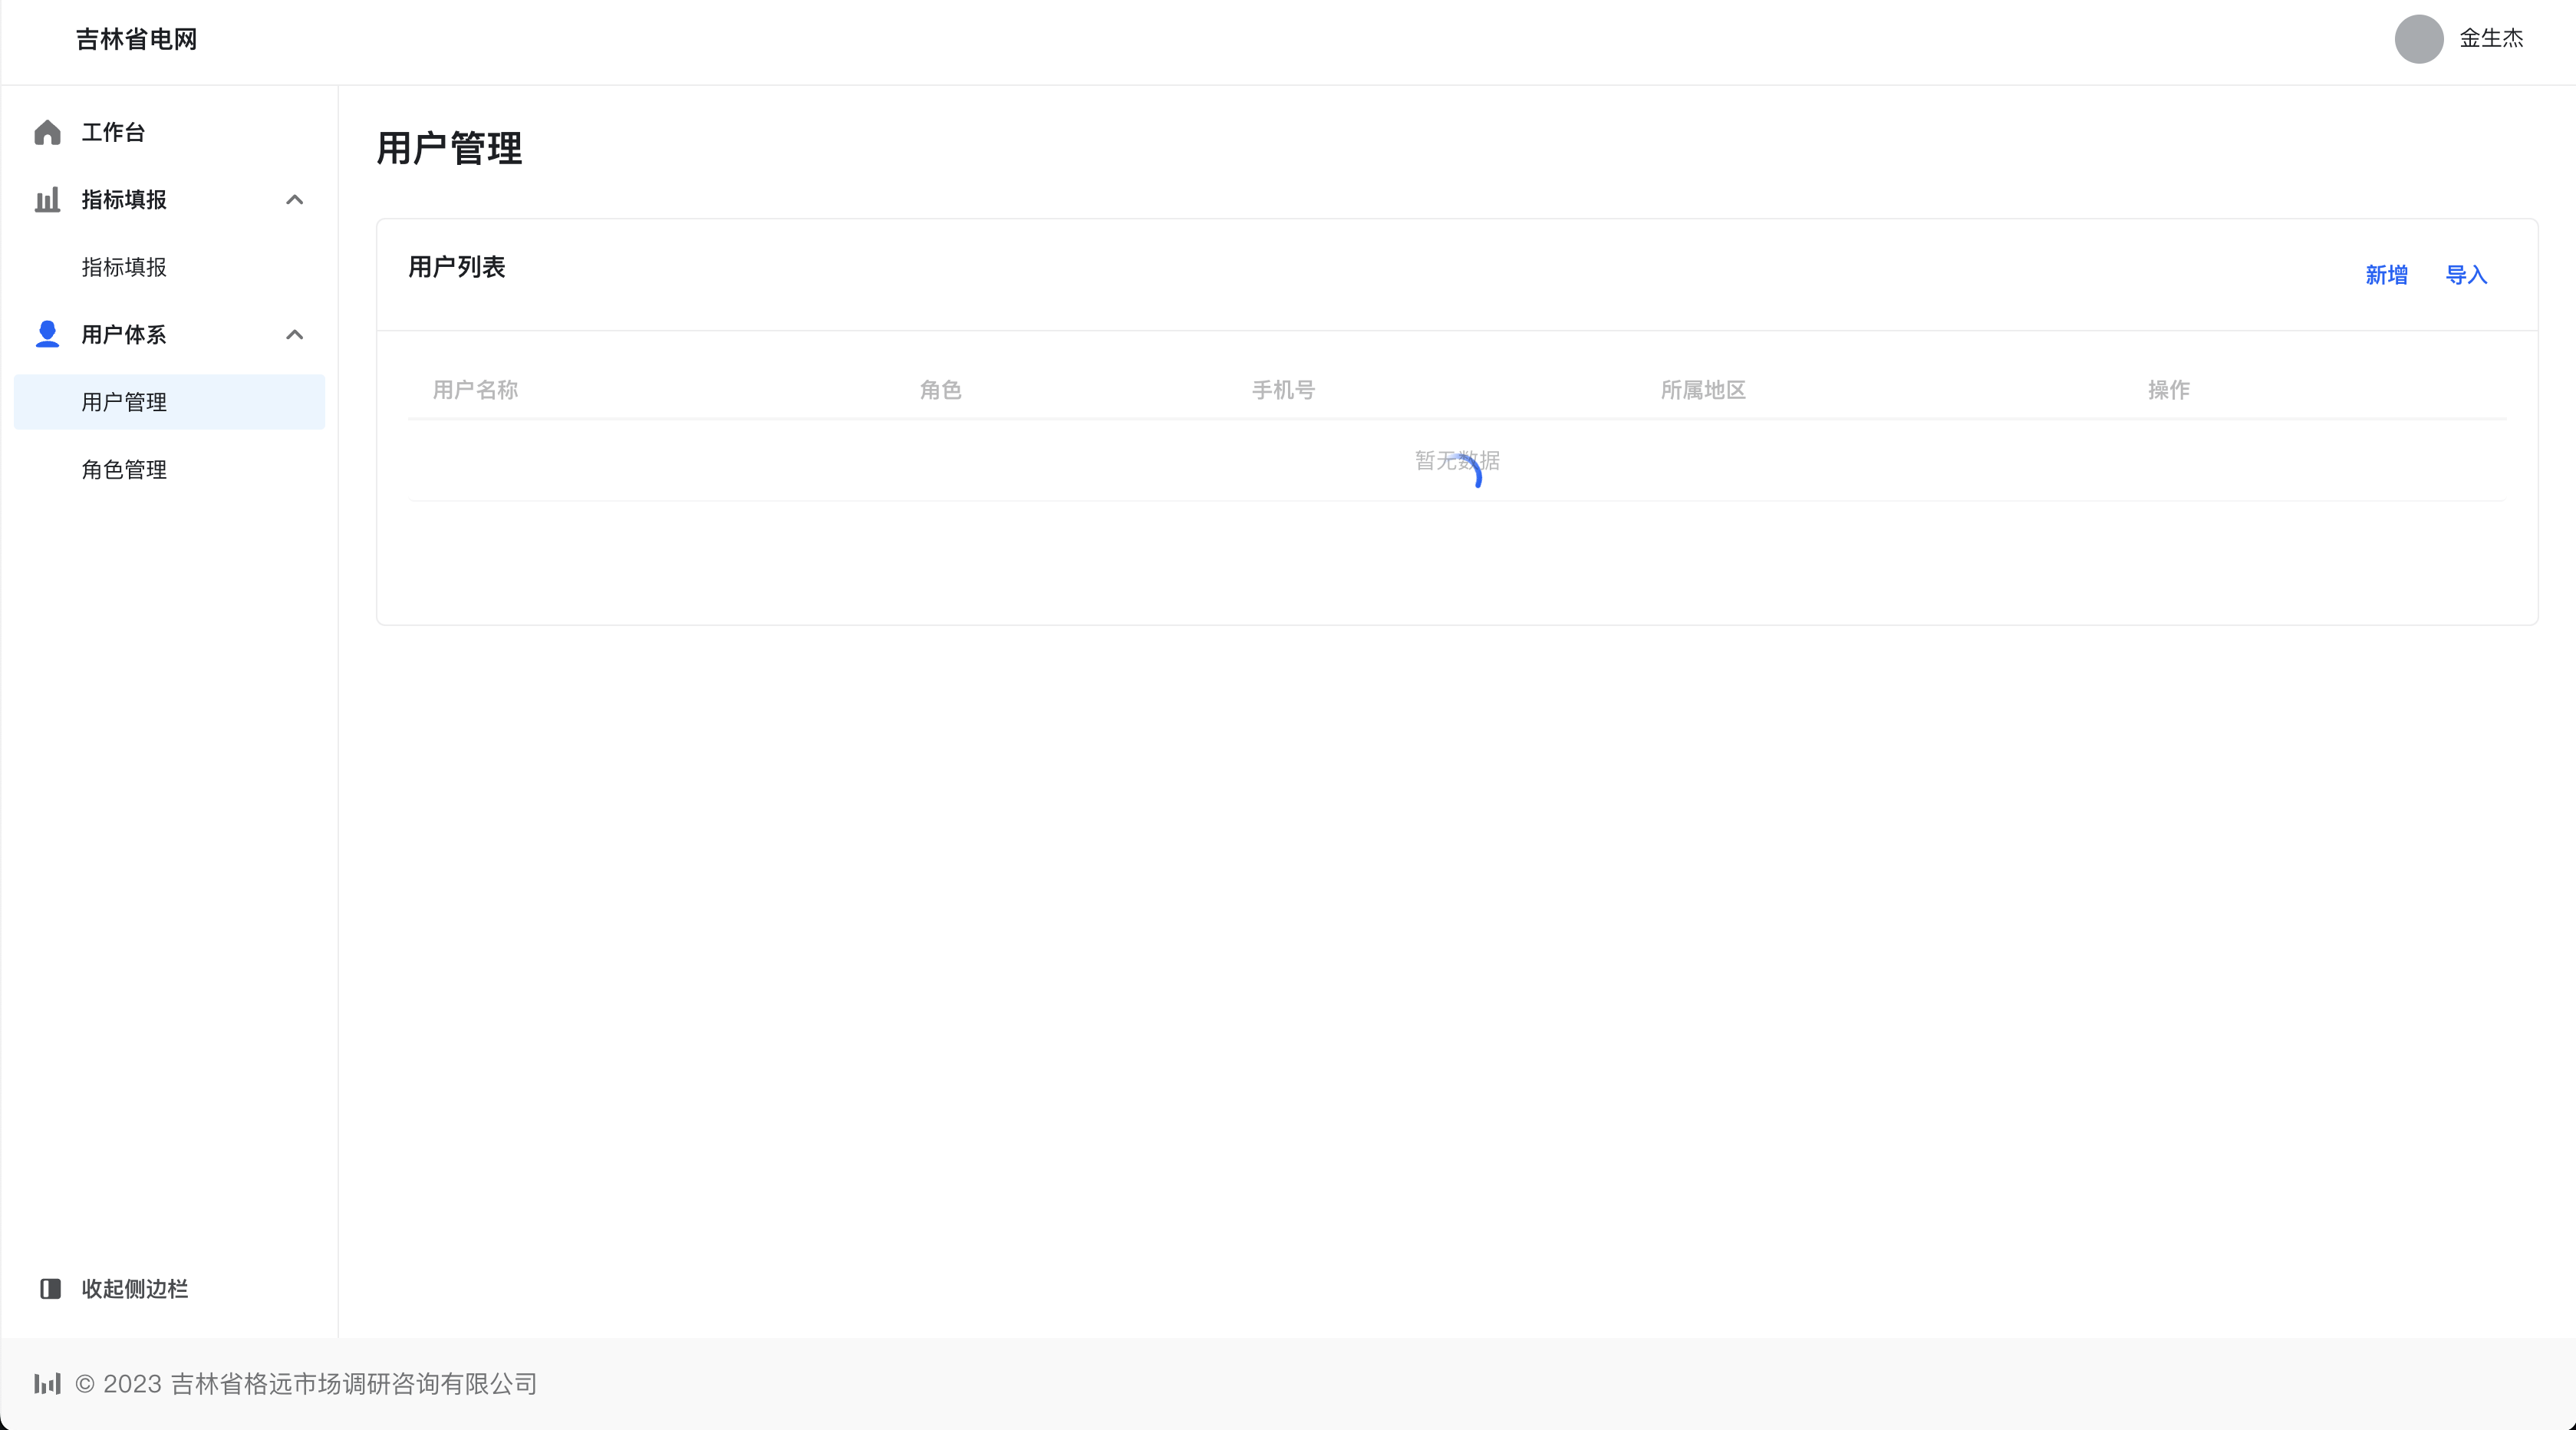 吉林省电网
金生杰
工作台
指标填报
指标填报
用户体系
用户管理
角色管理
收起侧边栏
用户管理
用户列表
新增 导入
用户名称 角色 手机号 所属地区 操作
暂无数据
© 2023 吉林省格远市场调研咨询有限公司